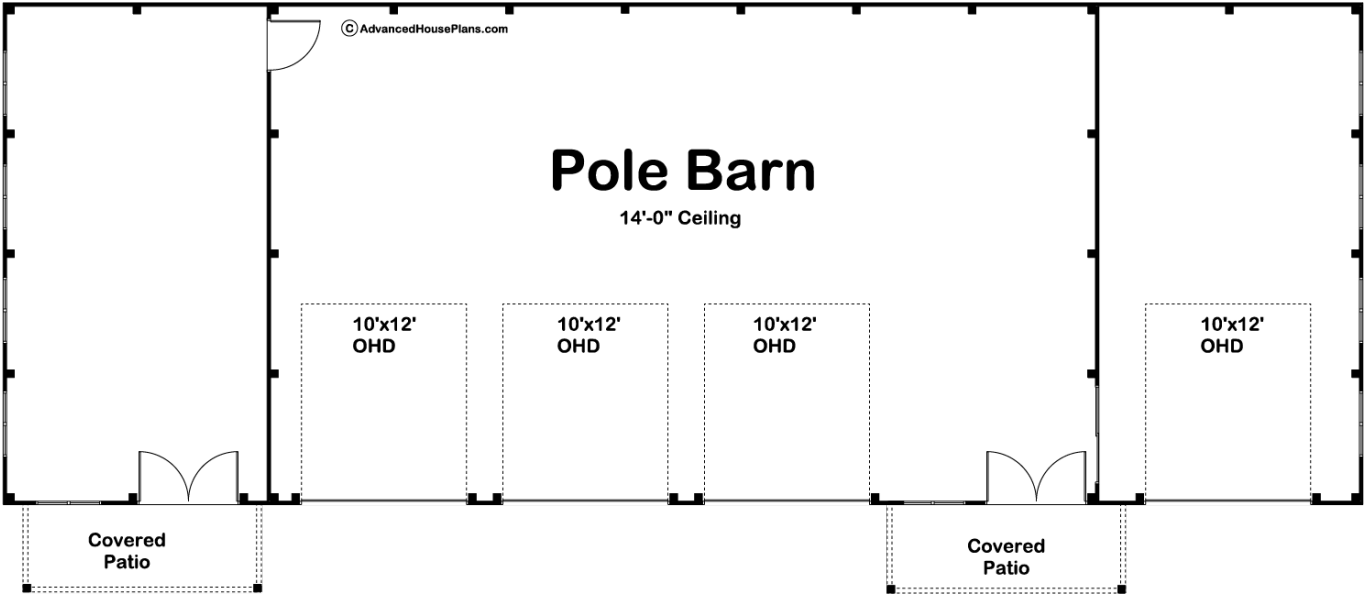 © AdvancedHousePlans.com
Pole Barn
14'-0" Ceiling
10'x12'
OHD
10'x12'
OHD
10'x12'
OHD
10'x12'
OHD
Covered
Patio
Covered
Patio